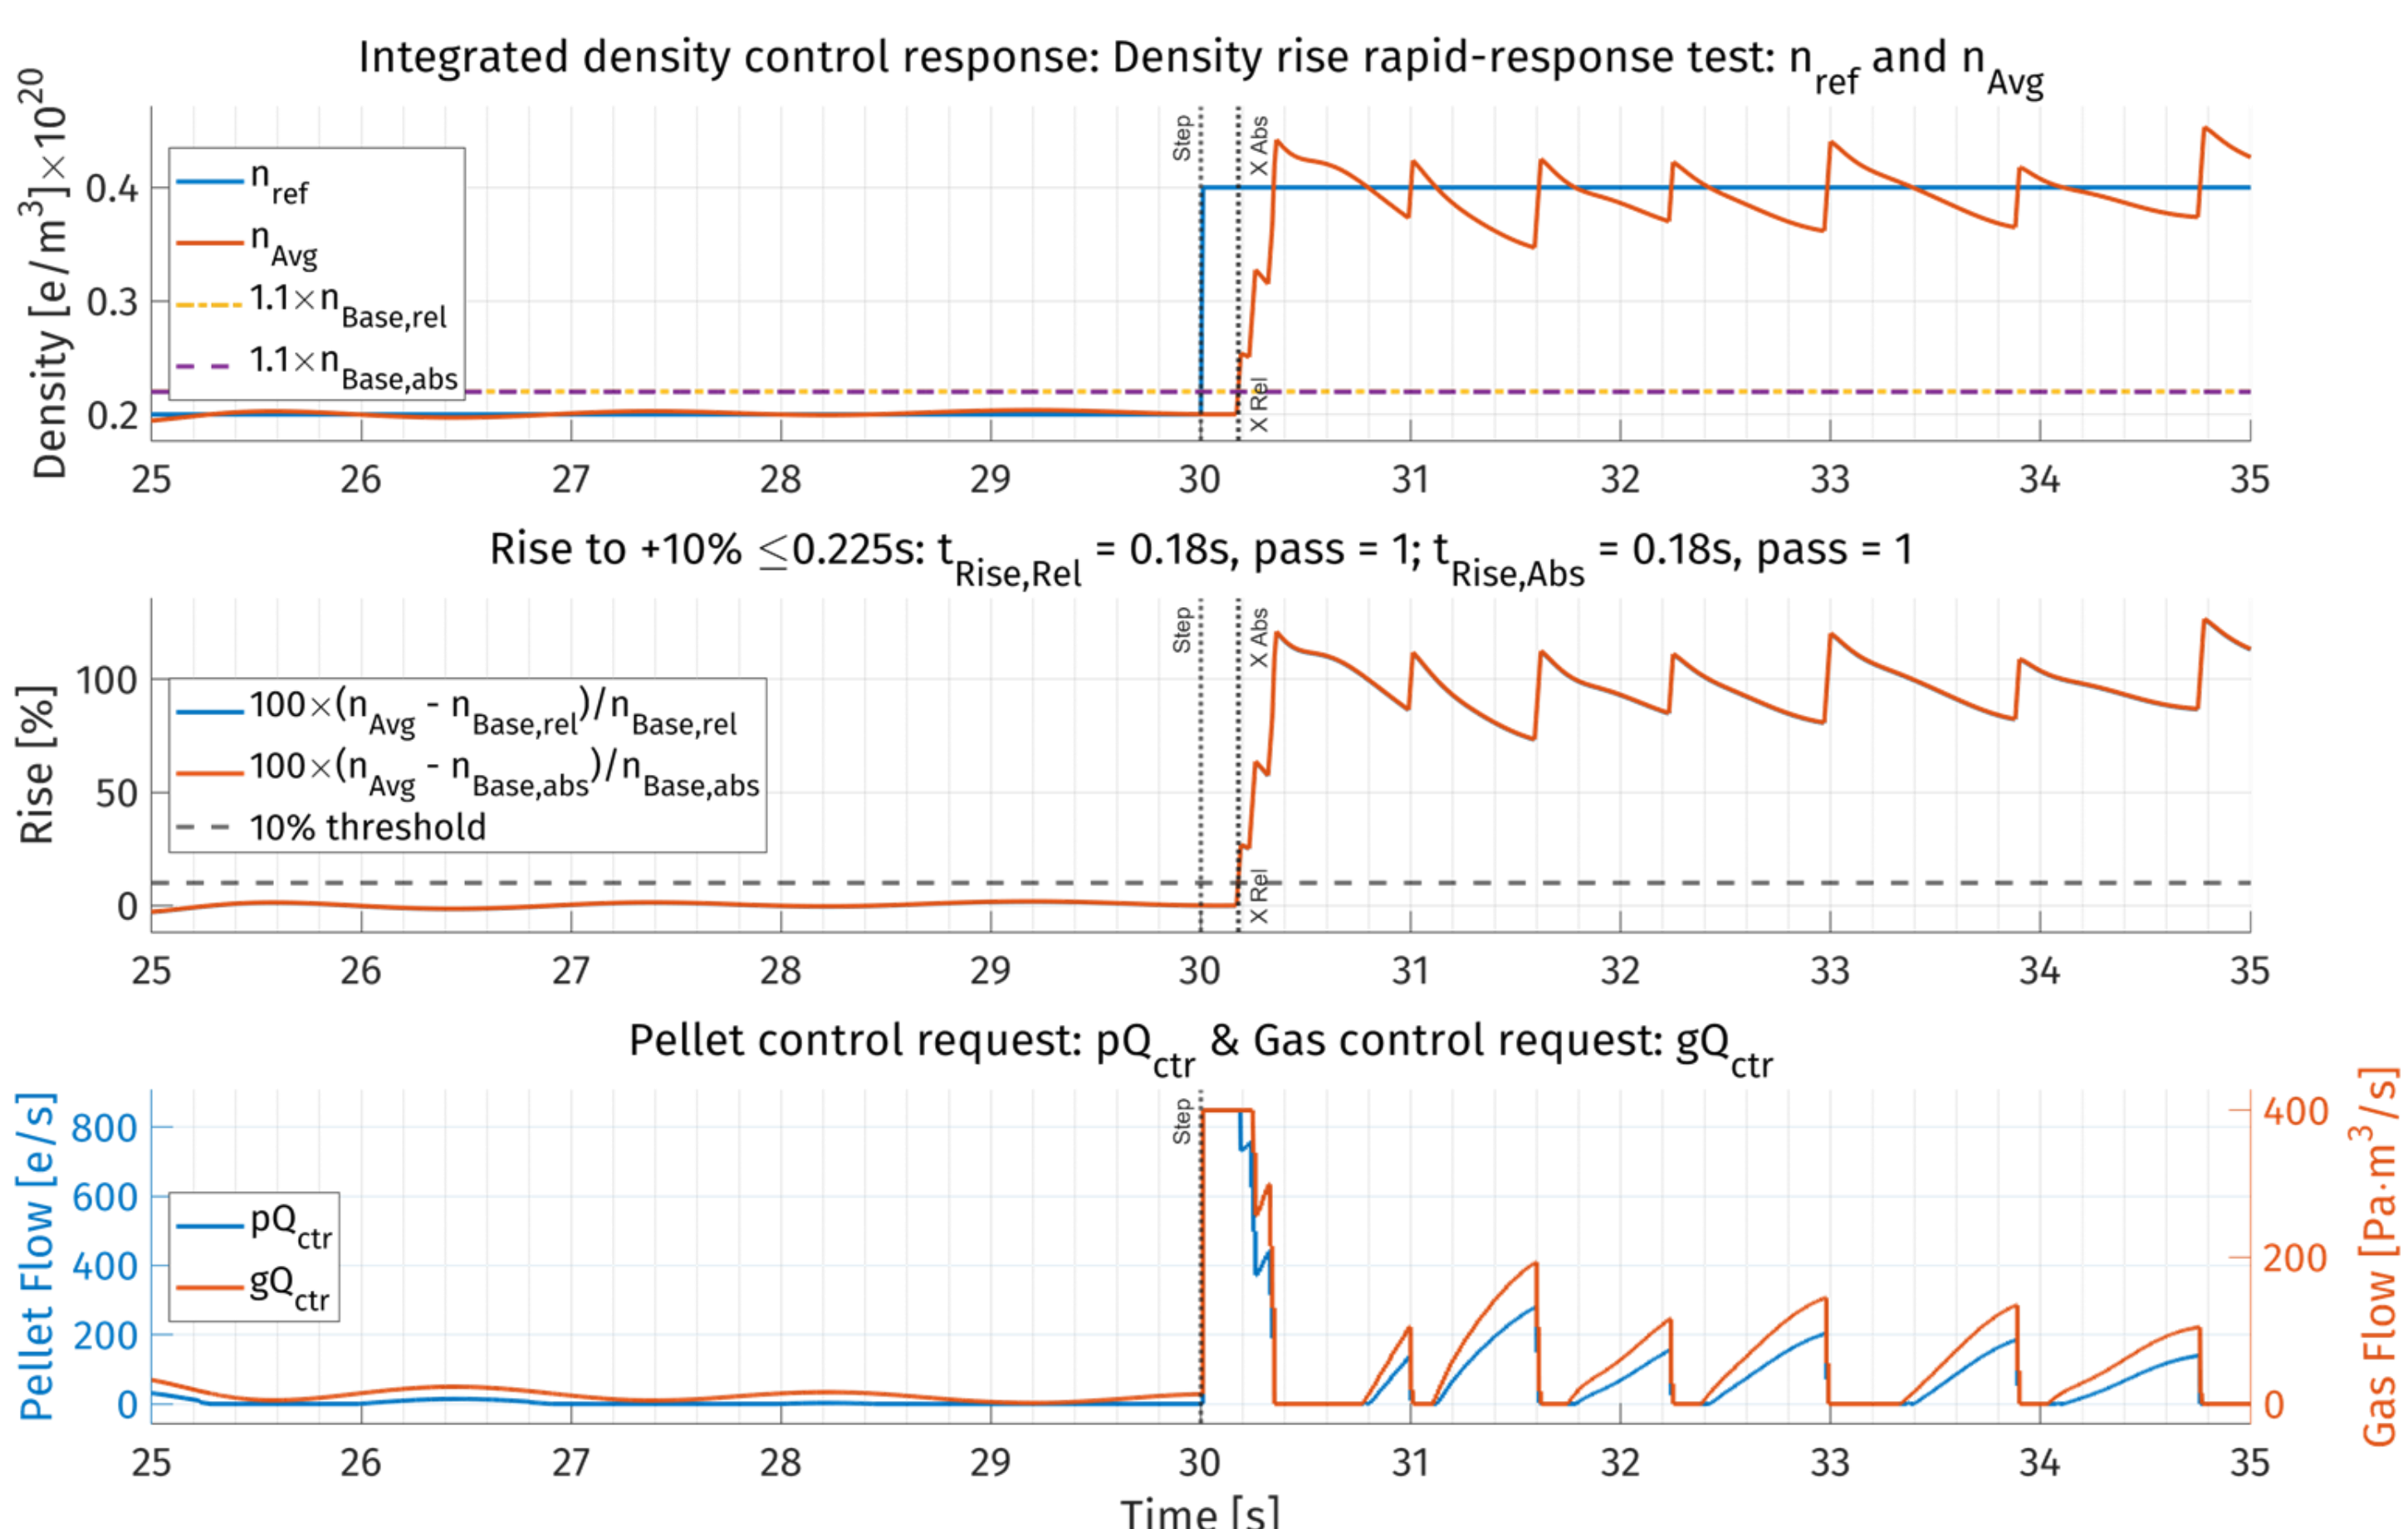 Integrated density control response: Density rise rapid-response test: n_ref and n_Avg
Density [e/m³]×10²⁰
0.4
0.3
0.2
n_ref
n_Avg
1.1×n_Base,rel
1.1×n_Base,abs
Step
X Abs
X Rel
25 26 27 28 29 30 31 32 33 34 35
Rise to +10% ≤0.225s: t_Rise,Rel = 0.18s, pass = 1; t_Rise,Abs = 0.18s, pass = 1
Rise [%]
100
50
0
100×(n_Avg - n_Base,rel)/n_Base,rel
100×(n_Avg - n_Base,abs)/n_Base,abs
10% threshold
Step
X Abs
X Rel
25 26 27 28 29 30 31 32 33 34 35
Pellet control request: pQ_ctr & Gas control request: gQ_ctr
Pellet Flow [e/s]
800
600
400
200
0
pQ_ctr
gQ_ctr
Step
400
200
0
Gas Flow [Pa·m³/s]
25 26 27 28 29 30 31 32 33 34 35
Time [s]